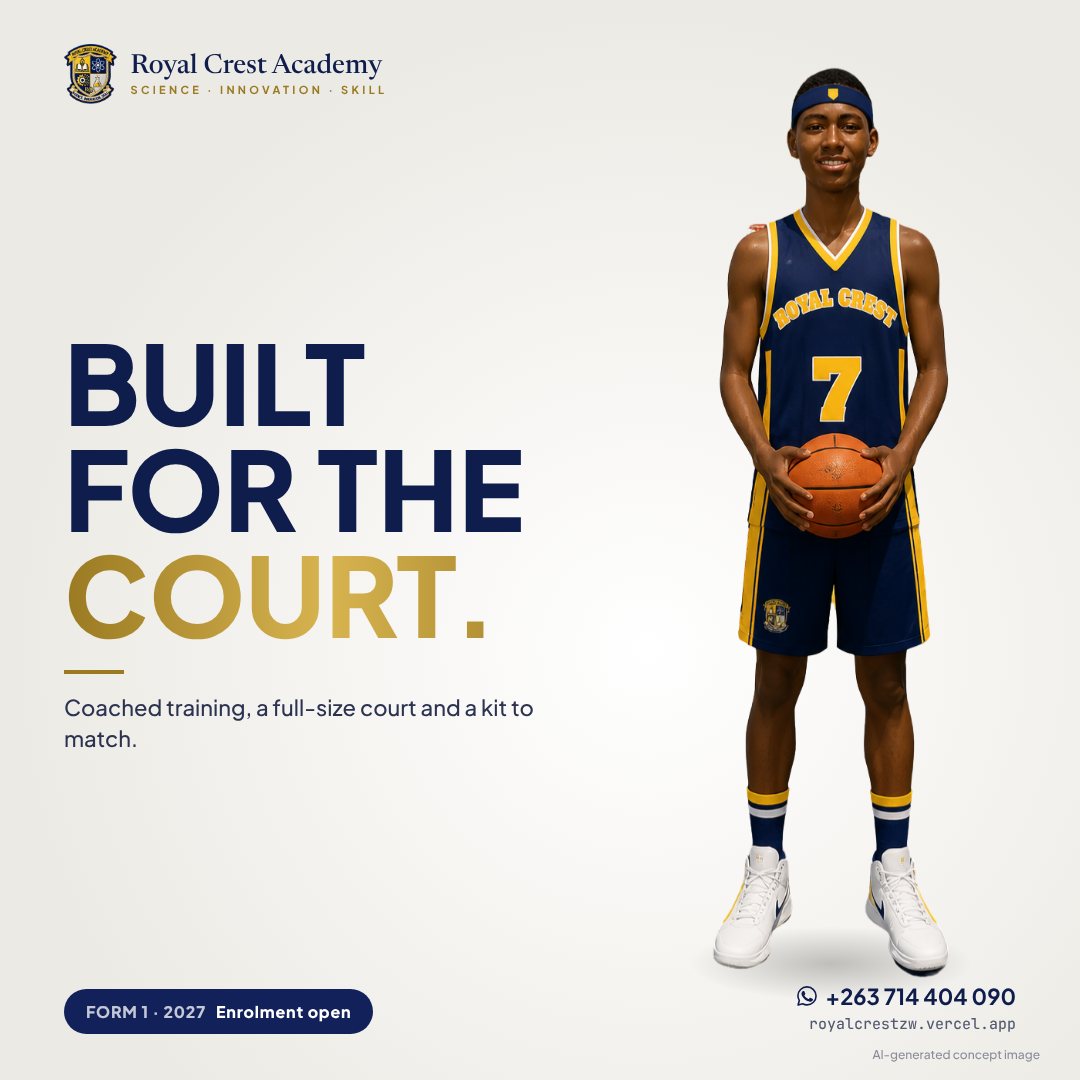 Royal Crest Academy
SCIENCE · INNOVATION · SKILL
ROYAL CREST
7
BUILT
FOR THE
COURT.
Coached training, a full-size court and a kit to
match.
FORM 1 · 2027 Enrolment open
+263 714 404 090
royalcrestzw.vercel.app
AI-generated concept image